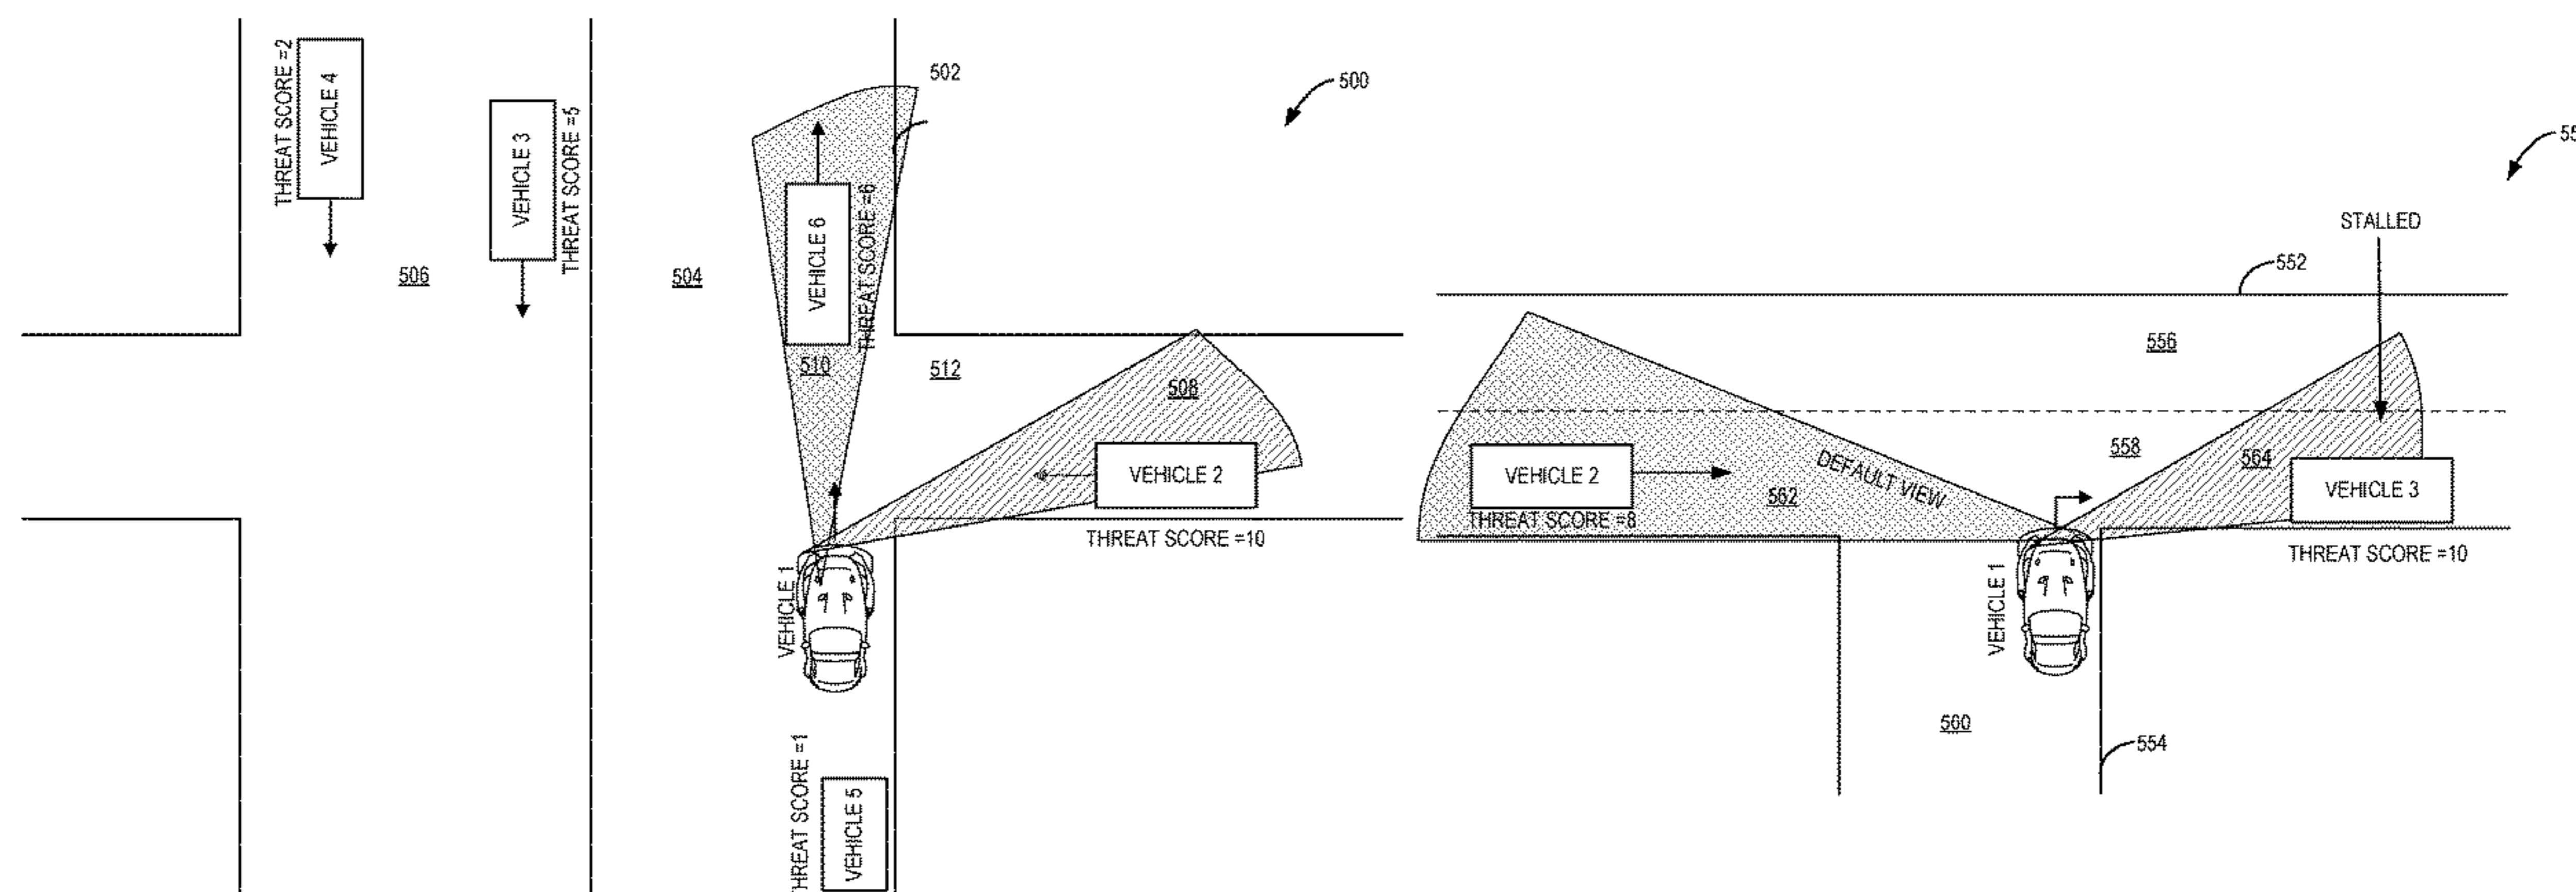 THREAT SCORE =2
VEHICLE 4
VEHICLE 3
THREAT SCORE =5
506
504
502
500
VEHICLE 6
THREAT SCORE =6
510
512
508
VEHICLE 2
THREAT SCORE =10
VEHICLE 1
THREAT SCORE =1
VEHICLE 5
STALLED
552
556
558
564
DEFAULT VIEW
562
VEHICLE 2
THREAT SCORE =8
VEHICLE 3
THREAT SCORE =10
VEHICLE 1
560
554